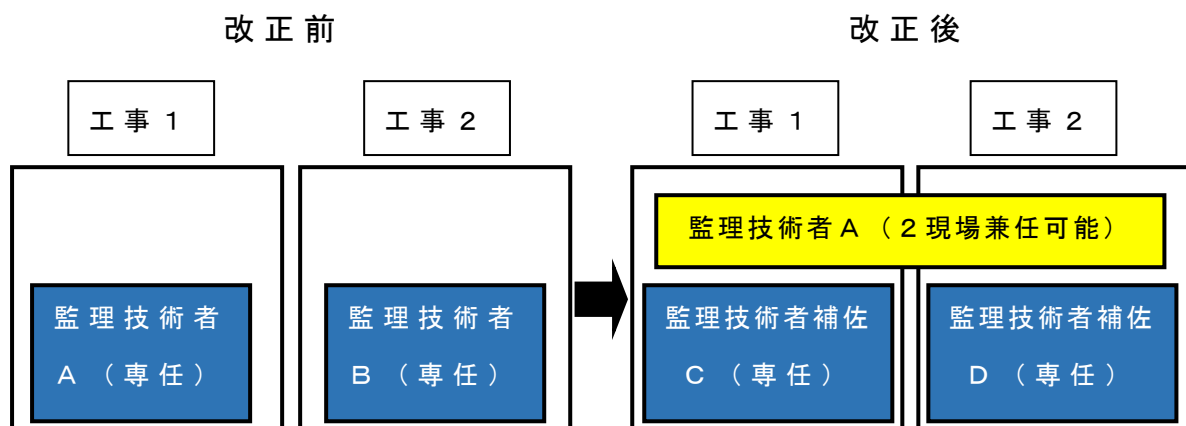 改正前
改正後
工事1
工事2
工事1
工事2
監理技術者A(2現場兼任可能)
監理技術者
A(専任)
監理技術者
B(専任)
監理技術者補佐
C(専任)
監理技術者補佐
D(専任)